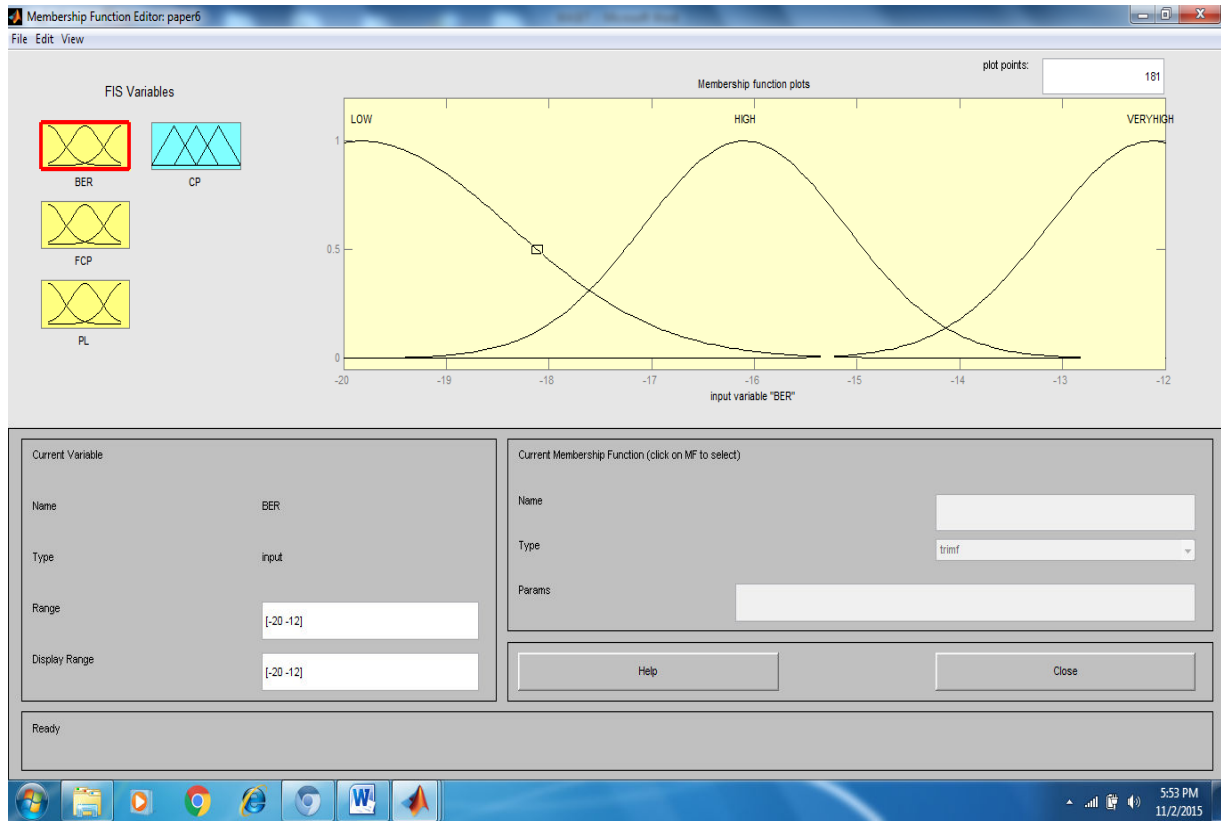 Membership Function Editor: paper6
File Edit View
plot points:
181
FIS Variables
BER
CP
FCP
PL
Membership function plots
LOW
HIGH
VERYHIGH
1
0.5
0
-20
-19
-18
-17
-16
-15
-14
-13
-12
input variable "BER"
Current Variable
Name
BER
Type
input
Range
[-20 -12]
Display Range
[-20 -12]
Current Membership Function (click on MF to select)
Name
Type
trimf
Params
Help
Close
Ready
5:53 PM
11/2/2015